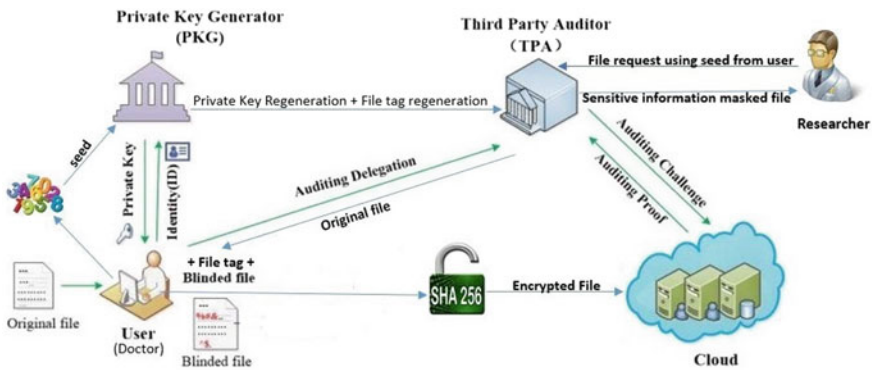 Private Key Generator
(PKG)
Third Party Auditor
(TPA)
File request using seed from user
Private Key Regeneration + File tag regeneration
Sensitive information masked file
Researcher
seed
Private Key
Identity(ID)
Auditing Delegation
Original file
Auditing Challenge
Auditing Proof
+ File tag +
Blinded file
SHA 256
Encrypted File
Original file
User
(Doctor)
Blinded file
Cloud